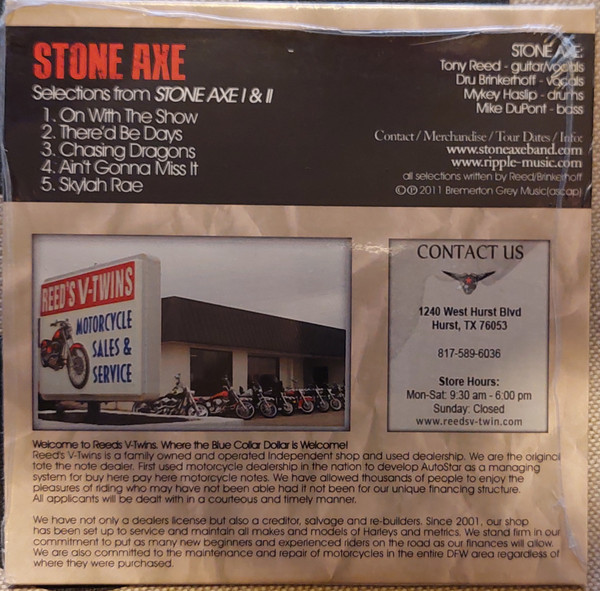 STONE AXE
Selections from STONE AXE I & II
1. On With The Show
2. There'd Be Days
3. Chasing Dragons
4. Ain't Gonna Miss It
5. Skylah Rae
STONE AXE:
Tony Reed - guitar/vocals
Dru Brinkerhoff - vocals
Mykey Haslip - drums
Mike DuPont - bass
Contact / Merchandise / Tour Dates / Info:
www.stoneaxeband.com
www.ripple-music.com
all selections written by Reed/Brinkerhoff
©℗ 2011 Bremerton Grey Music(ascap)
REED'S V-TWINS
MOTORCYCLE
SALES &
SERVICE
CONTACT US
1240 West Hurst Blvd
Hurst, TX 76053
817-589-6036
Store Hours:
Mon-Sat: 9:30 am - 6:00 pm
Sunday: Closed
www.reedsv-twin.com
Welcome to Reeds V-Twins. Where the Blue Collar Dollar is Welcome!
Reed's V-Twins is a family owned and operated Independent shop and used dealership. We are the original
tote the note dealer. First used motorcycle dealership in the nation to develop AutoStar as a managing
system for buy here pay here motorcycle notes. We have allowed thousands of people to enjoy the
pleasures of riding who may have not been able had it not been for our unique financing structure.
All applicants will be dealt with in a courteous and timely manner.
We have not only a dealers license but also a creditor, salvage and re-builders. Since 2001, our shop
has been set up to service and maintain all makes and models of Harleys and metrics. We stand firm in our
commitment to put as many new beginners and experienced riders on the road as our finances will allow.
We are also committed to the maintenance and repair of motorcycles in the entire DFW area regardless of
where they were purchased.